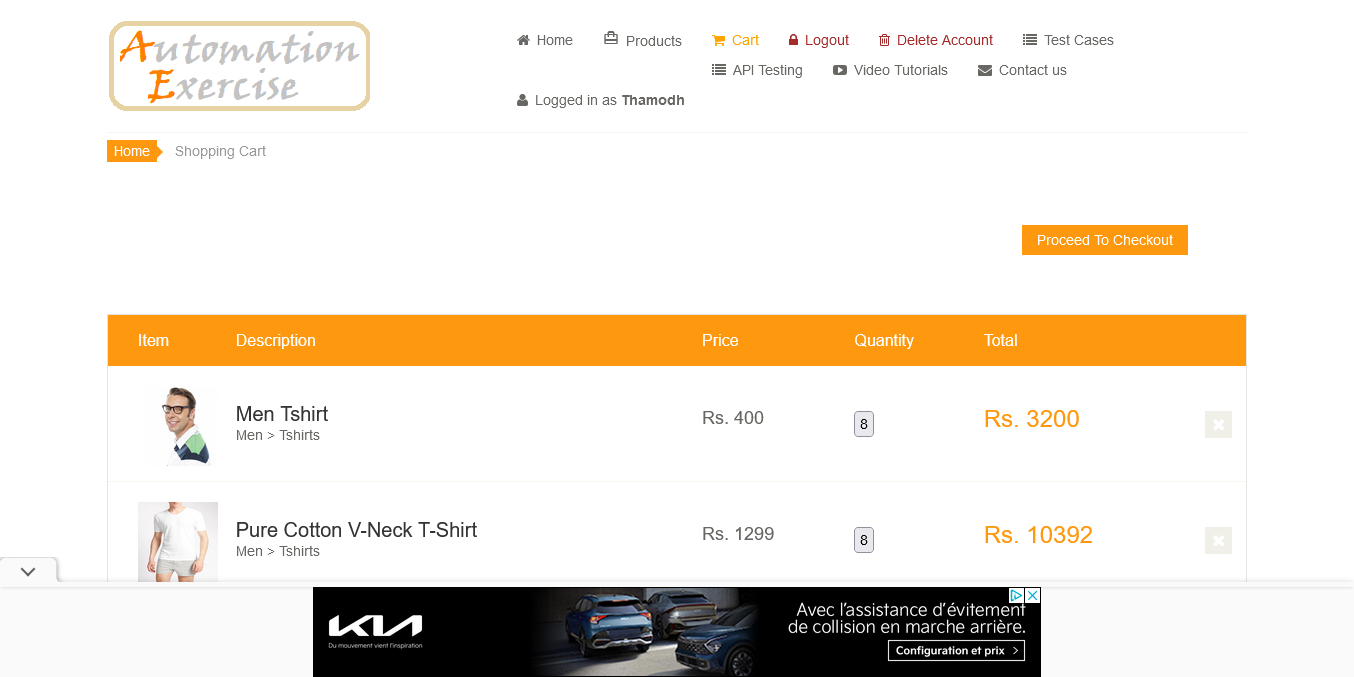 Automation
Exercise
Home Products Cart Logout Delete Account Test Cases
API Testing Video Tutorials Contact us
Logged in as Thamodh
Home Shopping Cart
Proceed To Checkout
Item Description Price Quantity Total
Men Tshirt
Men > Tshirts
Rs. 400 8 Rs. 3200
Pure Cotton V-Neck T-Shirt
Men > Tshirts
Rs. 1299 8 Rs. 10392
KIA
Du mouvement vient l'inspiration
Avec l'assistance d'évitement
de collision en marche arrière.
Configuration et prix >